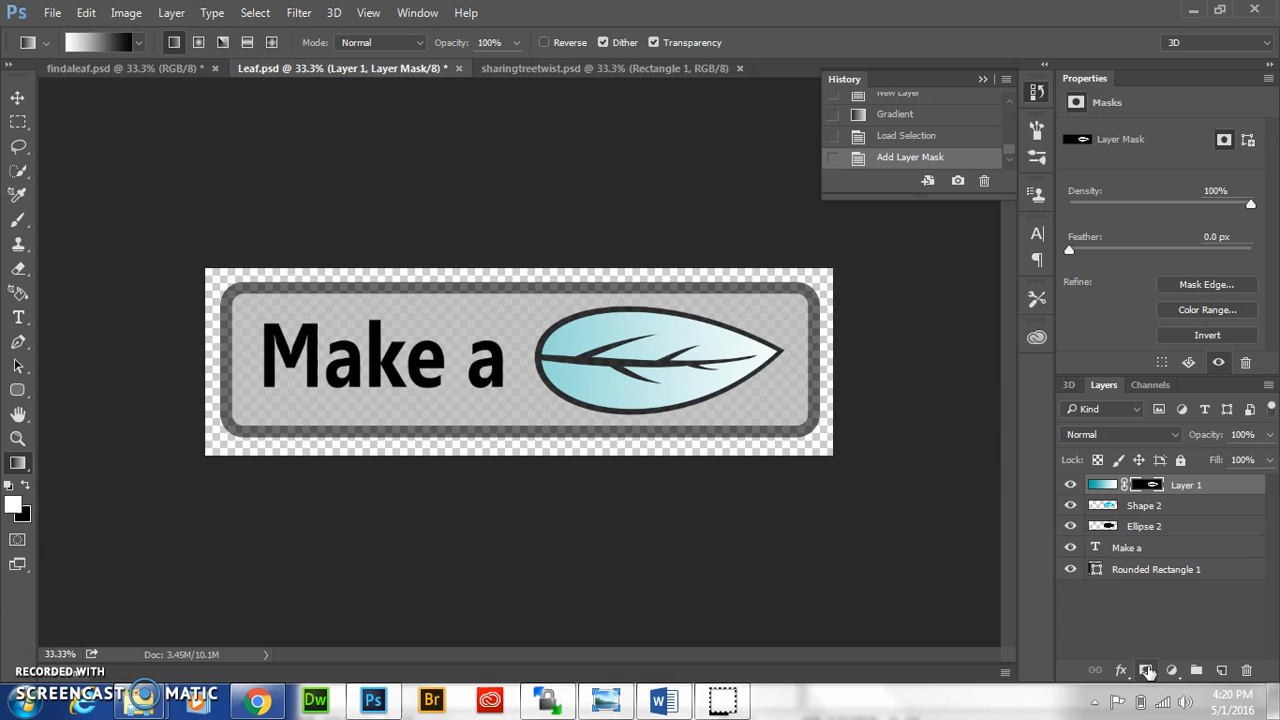 Ps File Edit Image Layer Type Select Filter 3D View Window Help
Mode: Normal Opacity: 100% Reverse Dither Transparency 3D
findaleaf.psd @ 33.3% (RGB/8) * × Leaf.psd @ 33.3% (Layer 1, Layer Mask/8) * × sharingtreetwist.psd @ 33.3% (Rectangle 1, RGB/8) ×
History
New Layer
Gradient
Load Selection
Add Layer Mask
Properties
Masks
Layer Mask
Density: 100%
Feather: 0.0 px
Refine: Mask Edge...
Color Range...
Invert
Make a
3D Layers Channels
Kind
Normal Opacity: 100%
Lock: Fill: 100%
Layer 1
Shape 2
Ellipse 2
T Make a
Rounded Rectangle 1
fx
33.33% Doc: 3.45M/10.1M
RECORDED WITH
SCREENCAST MATIC
Dw Ps Br W
4:20 PM
5/1/2016